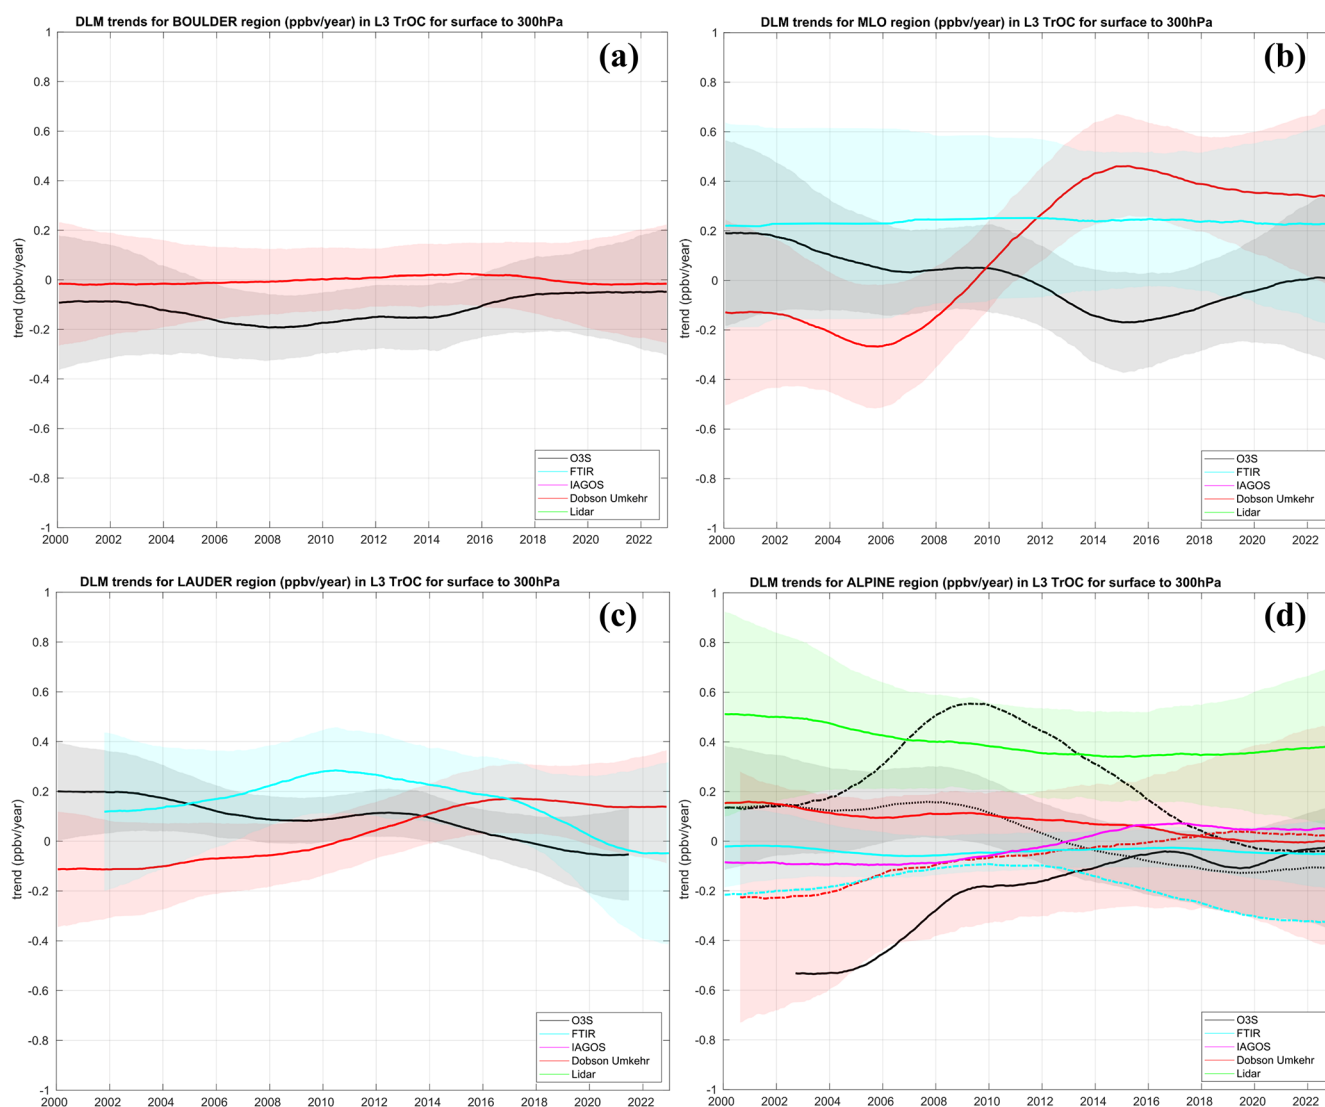 DLM trends for BOULDER region (ppbv/year) in L3 TrOC for surface to 300hPa
(a)
1
0.8
0.6
0.4
0.2
0
-0.2
-0.4
-0.6
-0.8
-1
trend (ppbv/year)
2000 2002 2004 2006 2008 2010 2012 2014 2016 2018 2020 2022
O3S
FTIR
IAGOS
Dobson Umkehr
Lidar
DLM trends for MLO region (ppbv/year) in L3 TrOC for surface to 300hPa
(b)
1
0.8
0.6
0.4
0.2
0
-0.2
-0.4
-0.6
-0.8
-1
trend (ppbv/year)
2000 2002 2004 2006 2008 2010 2012 2014 2016 2018 2020 2022
O3S
FTIR
IAGOS
Dobson Umkehr
Lidar
DLM trends for LAUDER region (ppbv/year) in L3 TrOC for surface to 300hPa
(c)
1
0.8
0.6
0.4
0.2
0
-0.2
-0.4
-0.6
-0.8
-1
trend (ppbv/year)
2000 2002 2004 2006 2008 2010 2012 2014 2016 2018 2020 2022
O3S
FTIR
IAGOS
Dobson Umkehr
Lidar
DLM trends for ALPINE region (ppbv/year) in L3 TrOC for surface to 300hPa
(d)
1
0.8
0.6
0.4
0.2
0
-0.2
-0.4
-0.6
-0.8
-1
trend (ppbv/year)
2000 2002 2004 2006 2008 2010 2012 2014 2016 2018 2020 2022
O3S
FTIR
IAGOS
Dobson Umkehr
Lidar